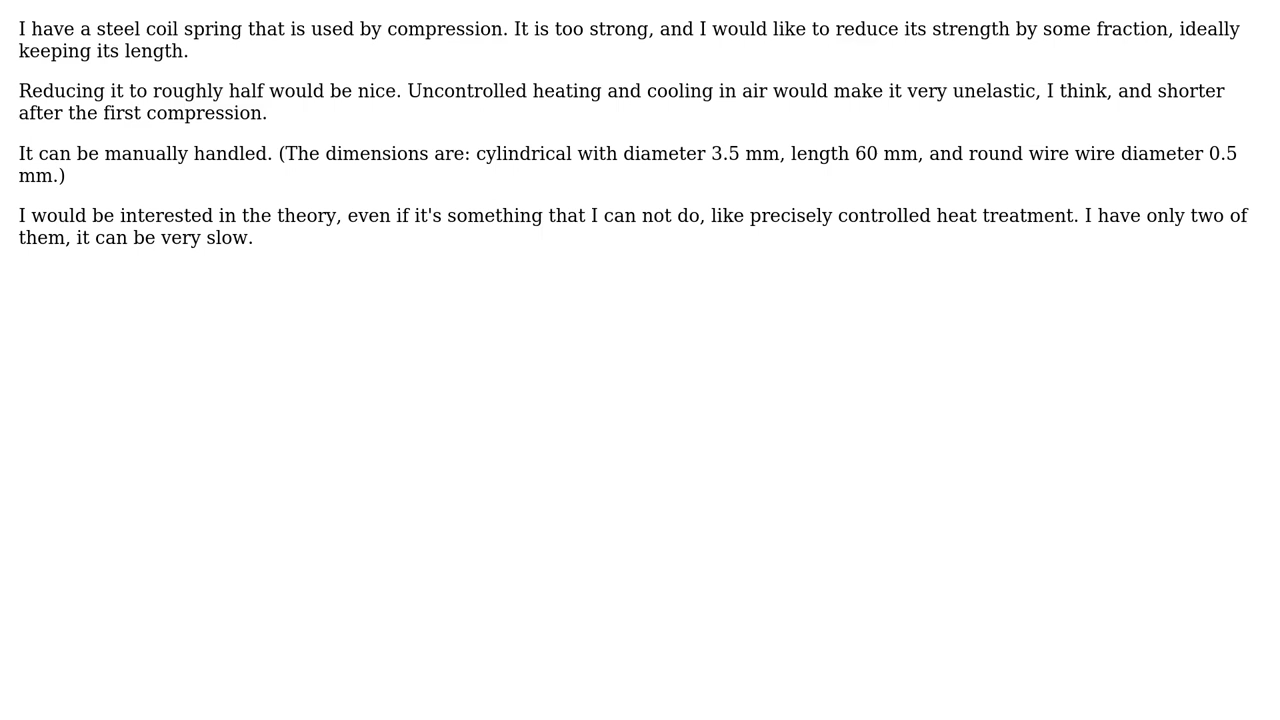 I have a steel coil spring that is used by compression. It is too strong, and I would like to reduce its strength by some fraction, ideally
keeping its length.
Reducing it to roughly half would be nice. Uncontrolled heating and cooling in air would make it very unelastic, I think, and shorter
after the first compression.
It can be manually handled. (The dimensions are: cylindrical with diameter 3.5 mm, length 60 mm, and round wire wire diameter 0.5
mm.)
I would be interested in the theory, even if it's something that I can not do, like precisely controlled heat treatment. I have only two of
them, it can be very slow.